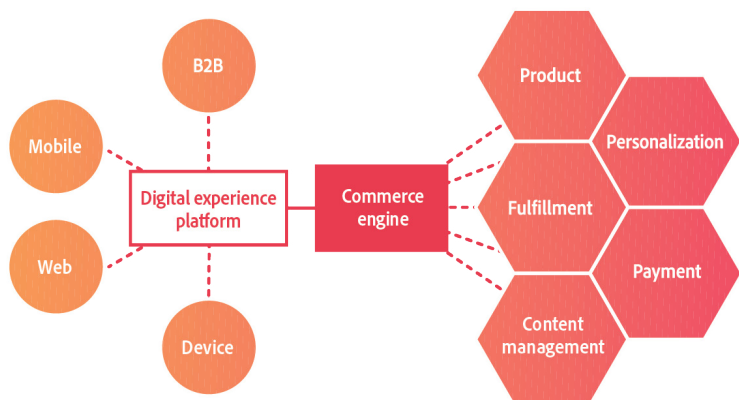 B2B
Mobile
Web
Device
Digital experience
platform
Commerce
engine
Product
Personalization
Fulfillment
Payment
Content
management